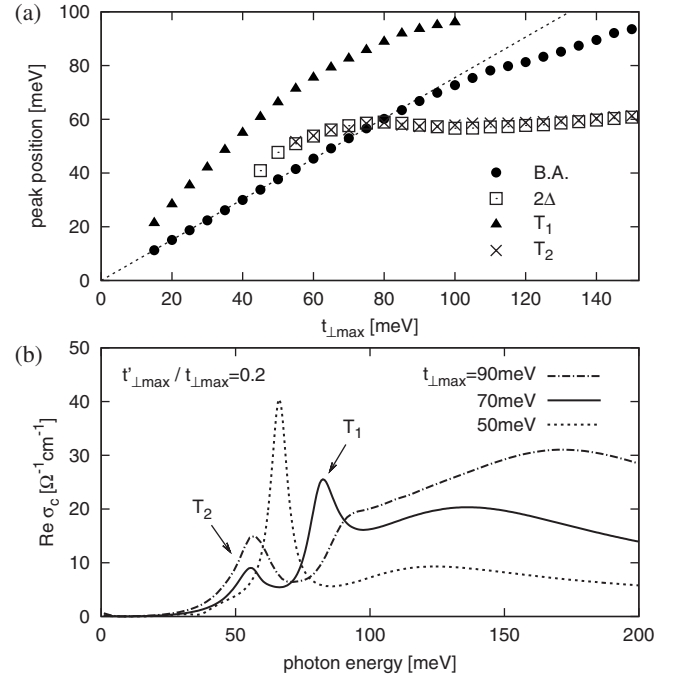 (a)
100
80
60
40
20
0
peak position [meV]
B.A.
2Δ
T₁
T₂
0 20 40 60 80 100 120 140
t⊥max [meV]
(b)
50
40
30
20
10
0
Re σc [Ω⁻¹cm⁻¹]
t'⊥max / t⊥max=0.2
t⊥max=90meV
70meV
50meV
T₁
T₂
0 50 100 150 200
photon energy [meV]